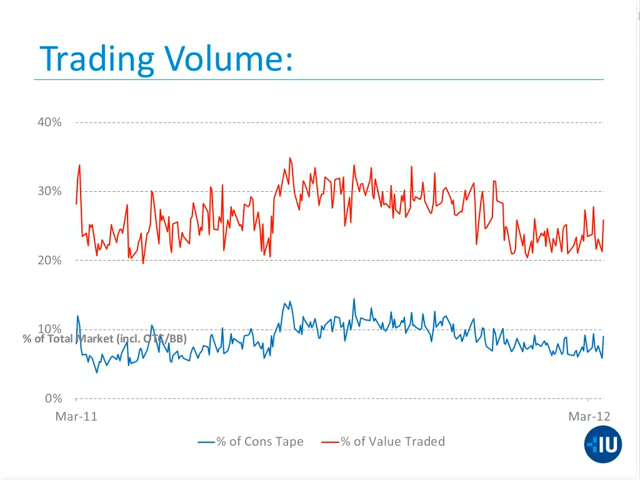 Trading Volume:
40%
30%
20%
10%
% of Total Market (incl. OTC/BB)
0%
Mar-11 Mar-12
% of Cons Tape % of Value Traded
IU